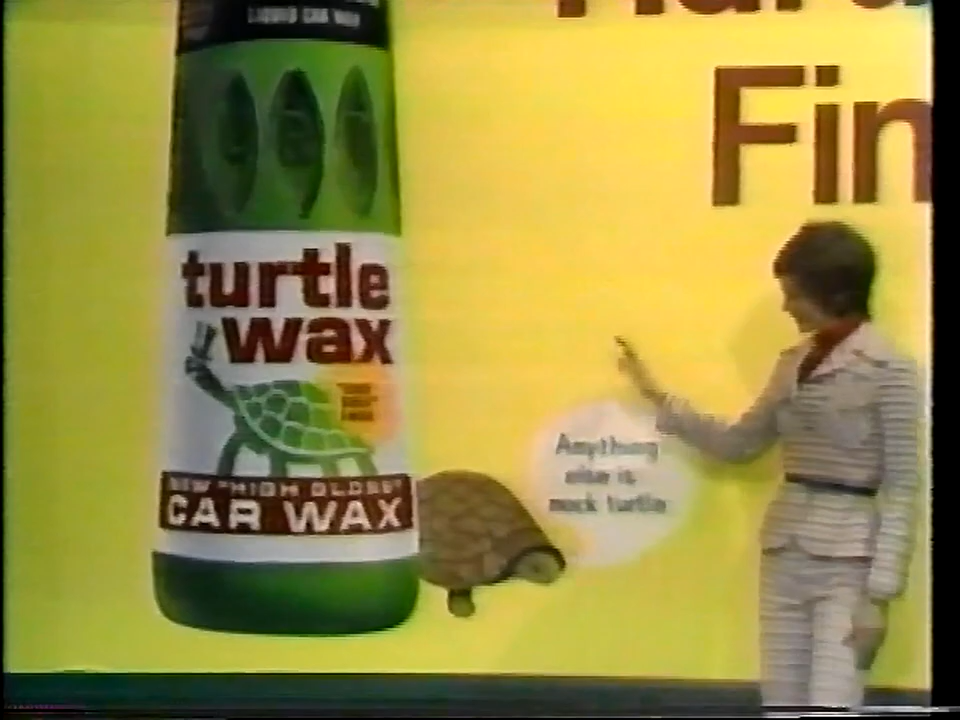 LIQUID CAR WAX
Fin
turtle
wax
NEW "HIGH GLOSS"
CAR WAX
Anything
else is
mock turtle.